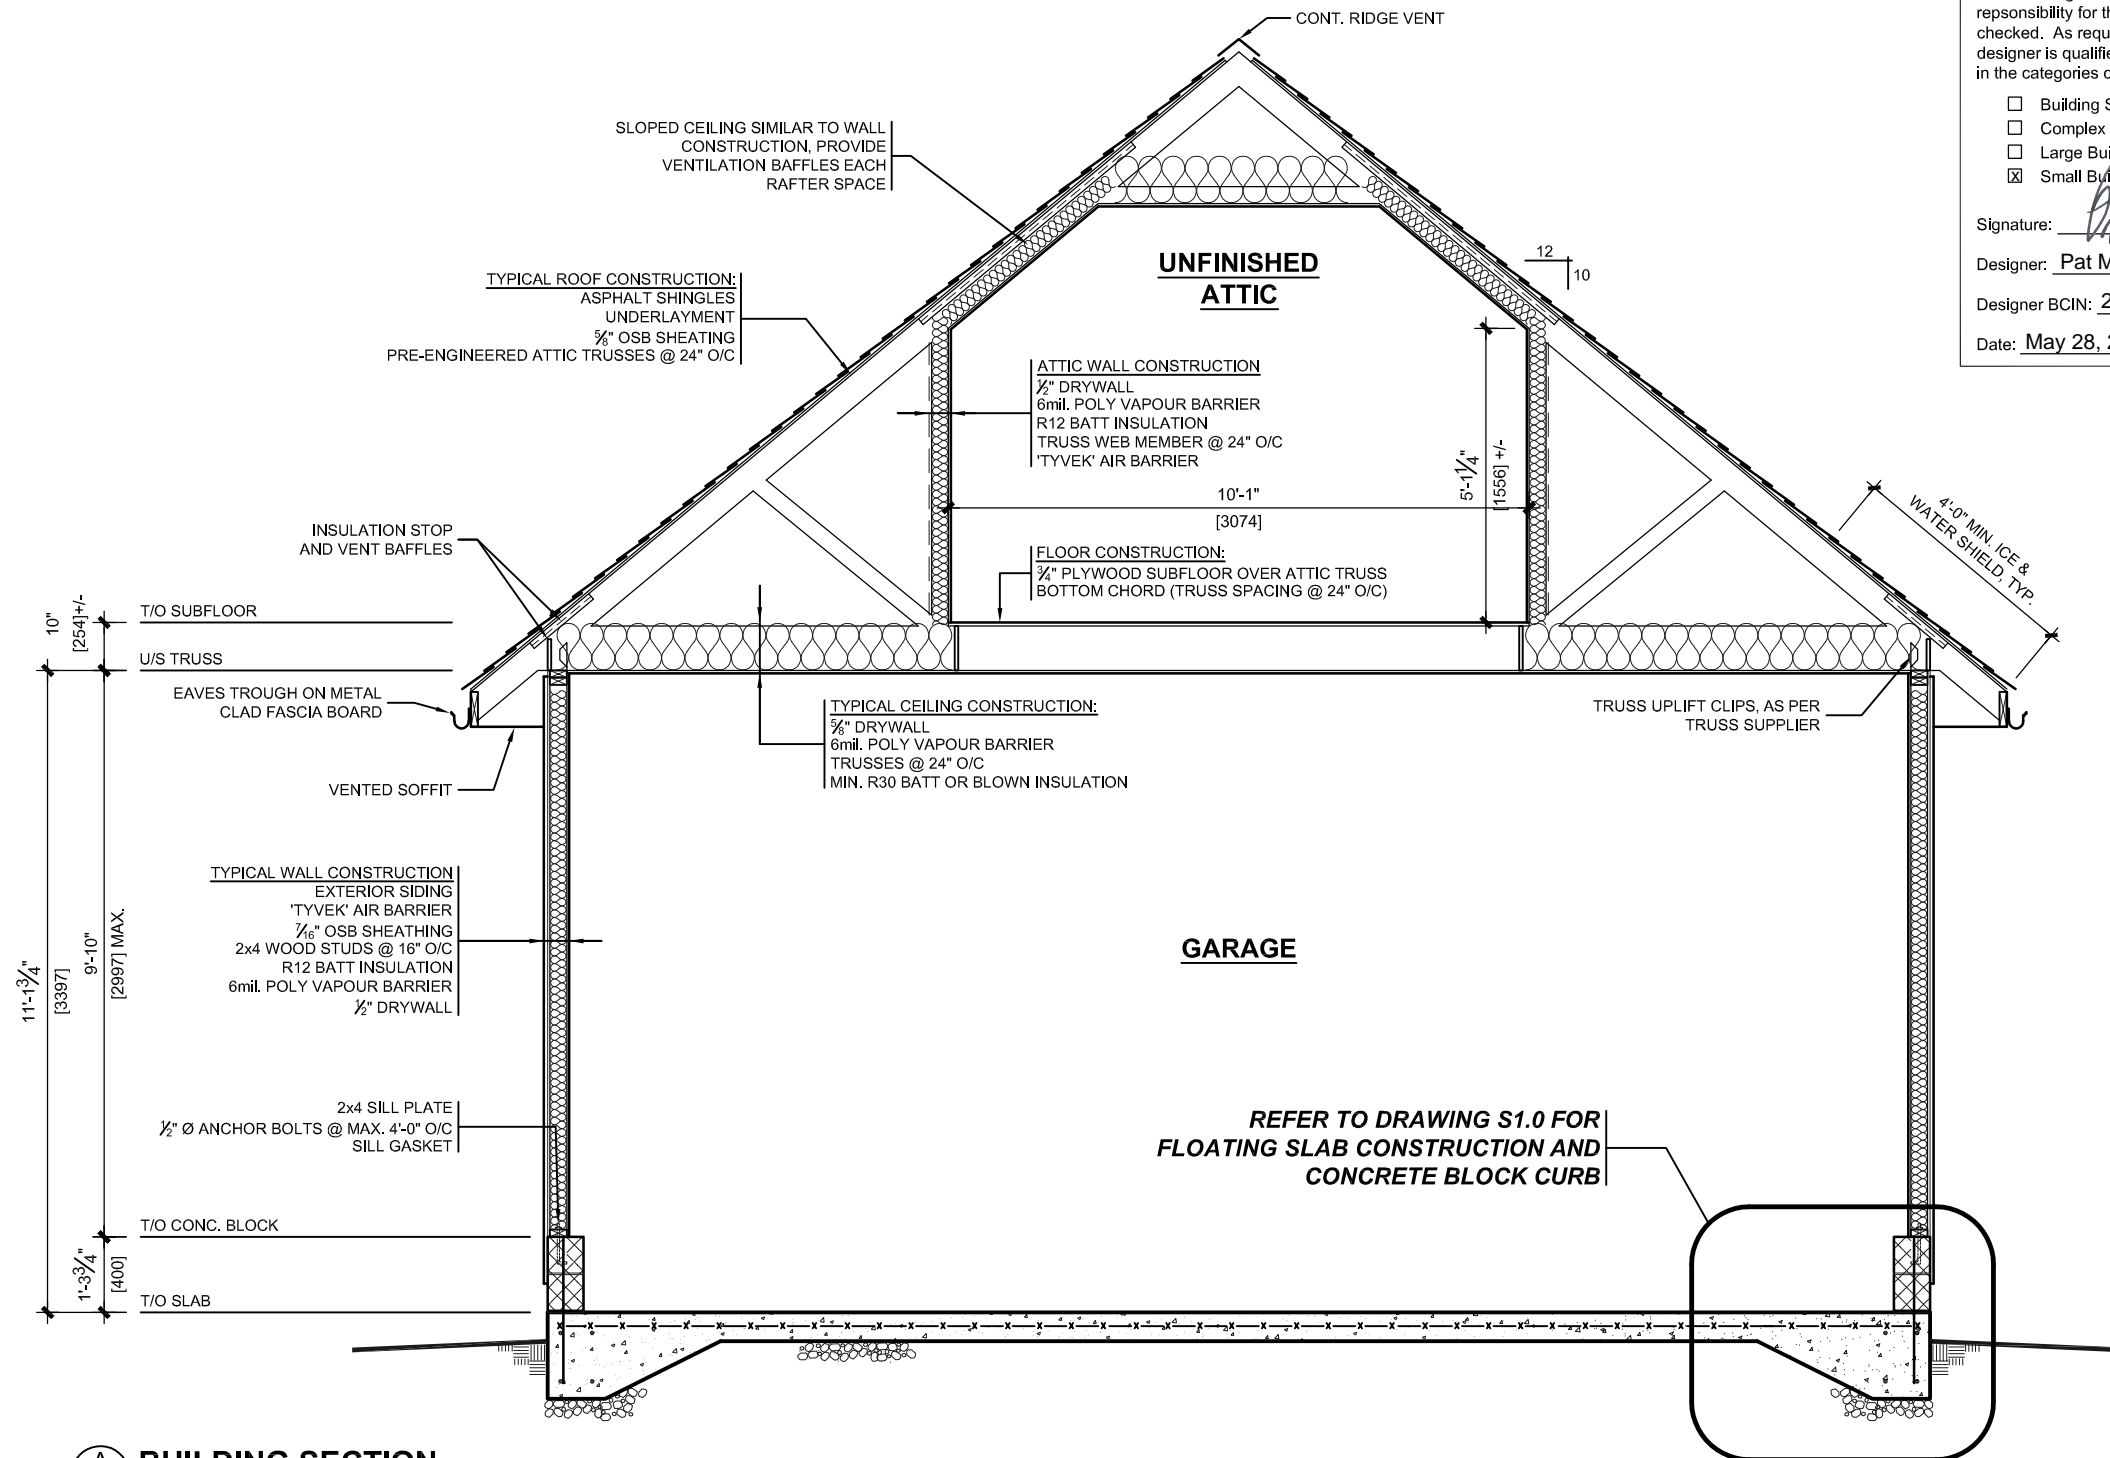 CONT. RIDGE VENT
repsonsibility for th
checked. As requ
designer is qualifie
in the categories o
Building S
Complex
Large Bui
X Small Bui
Signature:
Designer: Pat M
Designer BCIN: 2
Date: May 28, 2
SLOPED CEILING SIMILAR TO WALL
CONSTRUCTION, PROVIDE
VENTILATION BAFFLES EACH
RAFTER SPACE
UNFINISHED
ATTIC
12
10
TYPICAL ROOF CONSTRUCTION:
ASPHALT SHINGLES
UNDERLAYMENT
5/8" OSB SHEATING
PRE-ENGINEERED ATTIC TRUSSES @ 24" O/C
ATTIC WALL CONSTRUCTION
1/2" DRYWALL
6mil. POLY VAPOUR BARRIER
R12 BATT INSULATION
TRUSS WEB MEMBER @ 24" O/C
'TYVEK' AIR BARRIER
5'-1 1/4"
[1556] +/-
10'-1"
[3074]
4'-0" MIN. ICE &
WATER SHIELD, TYP.
INSULATION STOP
AND VENT BAFFLES
FLOOR CONSTRUCTION:
3/4" PLYWOOD SUBFLOOR OVER ATTIC TRUSS
BOTTOM CHORD (TRUSS SPACING @ 24" O/C)
10"
[254]+/-
T/O SUBFLOOR
U/S TRUSS
EAVES TROUGH ON METAL
CLAD FASCIA BOARD
TYPICAL CEILING CONSTRUCTION:
5/8" DRYWALL
6mil. POLY VAPOUR BARRIER
TRUSSES @ 24" O/C
MIN. R30 BATT OR BLOWN INSULATION
TRUSS UPLIFT CLIPS, AS PER
TRUSS SUPPLIER
VENTED SOFFIT
TYPICAL WALL CONSTRUCTION
EXTERIOR SIDING
'TYVEK' AIR BARRIER
7/16" OSB SHEATHING
2x4 WOOD STUDS @ 16" O/C
R12 BATT INSULATION
6mil. POLY VAPOUR BARRIER
1/2" DRYWALL
11'-1 3/4"
[3397]
9'-10"
[2997] MAX.
GARAGE
2x4 SILL PLATE
1/2" Ø ANCHOR BOLTS @ MAX. 4'-0" O/C
SILL GASKET
REFER TO DRAWING S1.0 FOR
FLOATING SLAB CONSTRUCTION AND
CONCRETE BLOCK CURB
T/O CONC. BLOCK
1'-3 3/4"
[400]
T/O SLAB
A
BUILDING SECTION